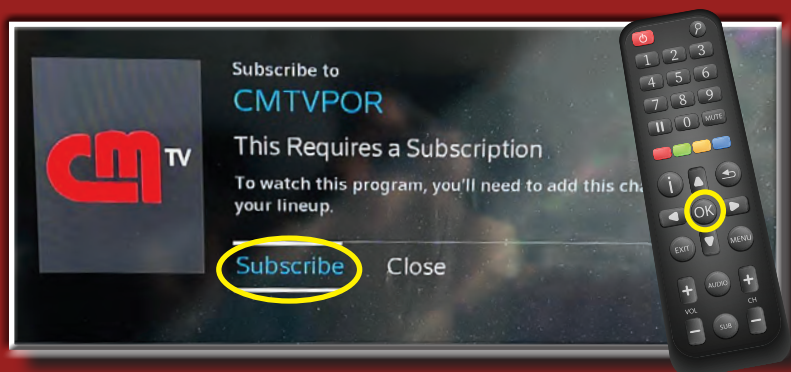 CM TV
Subscribe to
CMTVPOR
This Requires a Subscription
To watch this program, you'll need to add this
your lineup.
Subscribe Close
1 2 3
4 5 6
7 8 9
0 MUTE
i
OK
EXIT MENU
+ AUDIO +
VOL CH
- SUB -